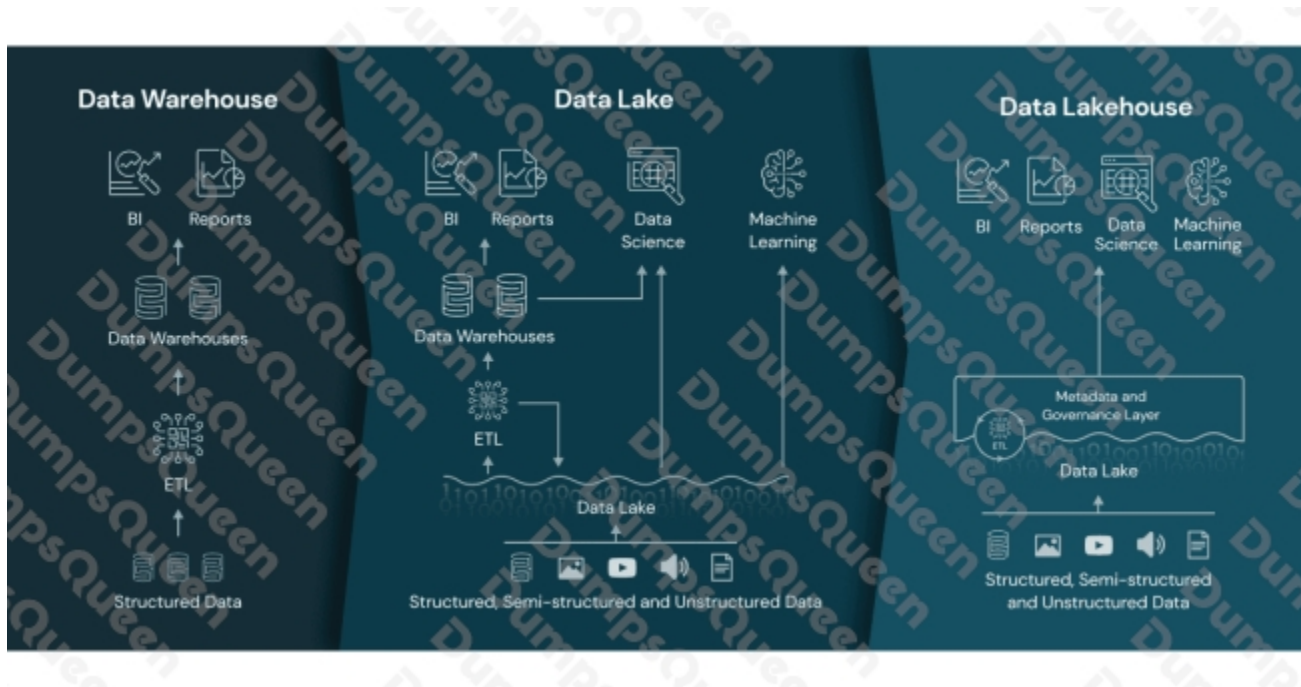 Data Warehouse
BI Reports
Data Warehouses
ETL
Structured Data
Data Lake
BI Reports Data Science Machine Learning
Data Warehouses
ETL
Data Lake
Structured, Semi-structured and Unstructured Data
Data Lakehouse
BI Reports Data Science Machine Learning
Metadata and
Governance Layer
ETL
Data Lake
Structured, Semi-structured
and Unstructured Data
DumpsQueen